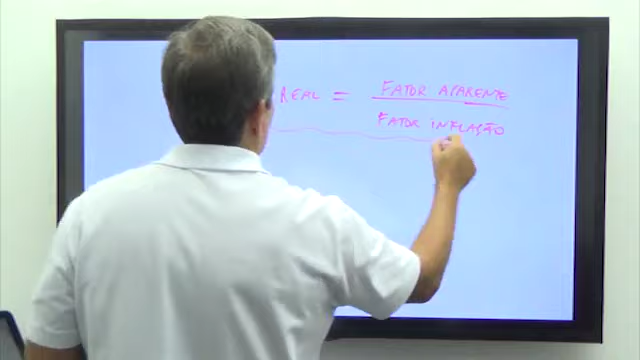 REAL = FATOR APARENTE
FATOR INFLAÇÃO